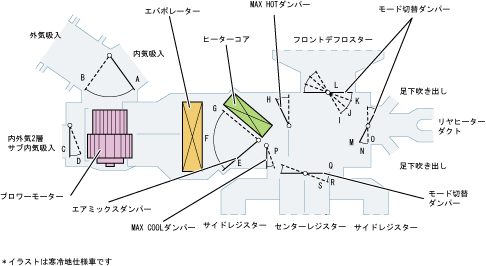 エバポレーター
MAX HOTダンパー
モード切替ダンパー
外気吸入
内気吸入
ヒーターコア
フロントデフロスター
B
A
L
H
K
J
I
足下吹き出し
G
内外気2層
サブ内気吸入
C
D
F
E
P
M
N
O
リヤヒーター
ダクト
足下吹き出し
Q
R
S
ブロワーモーター
エアミックスダンパー
MAX COOLダンパー
モード切替
ダンパー
サイドレジスター
センターレジスター
サイドレジスター
＊イラストは寒冷地仕様車です